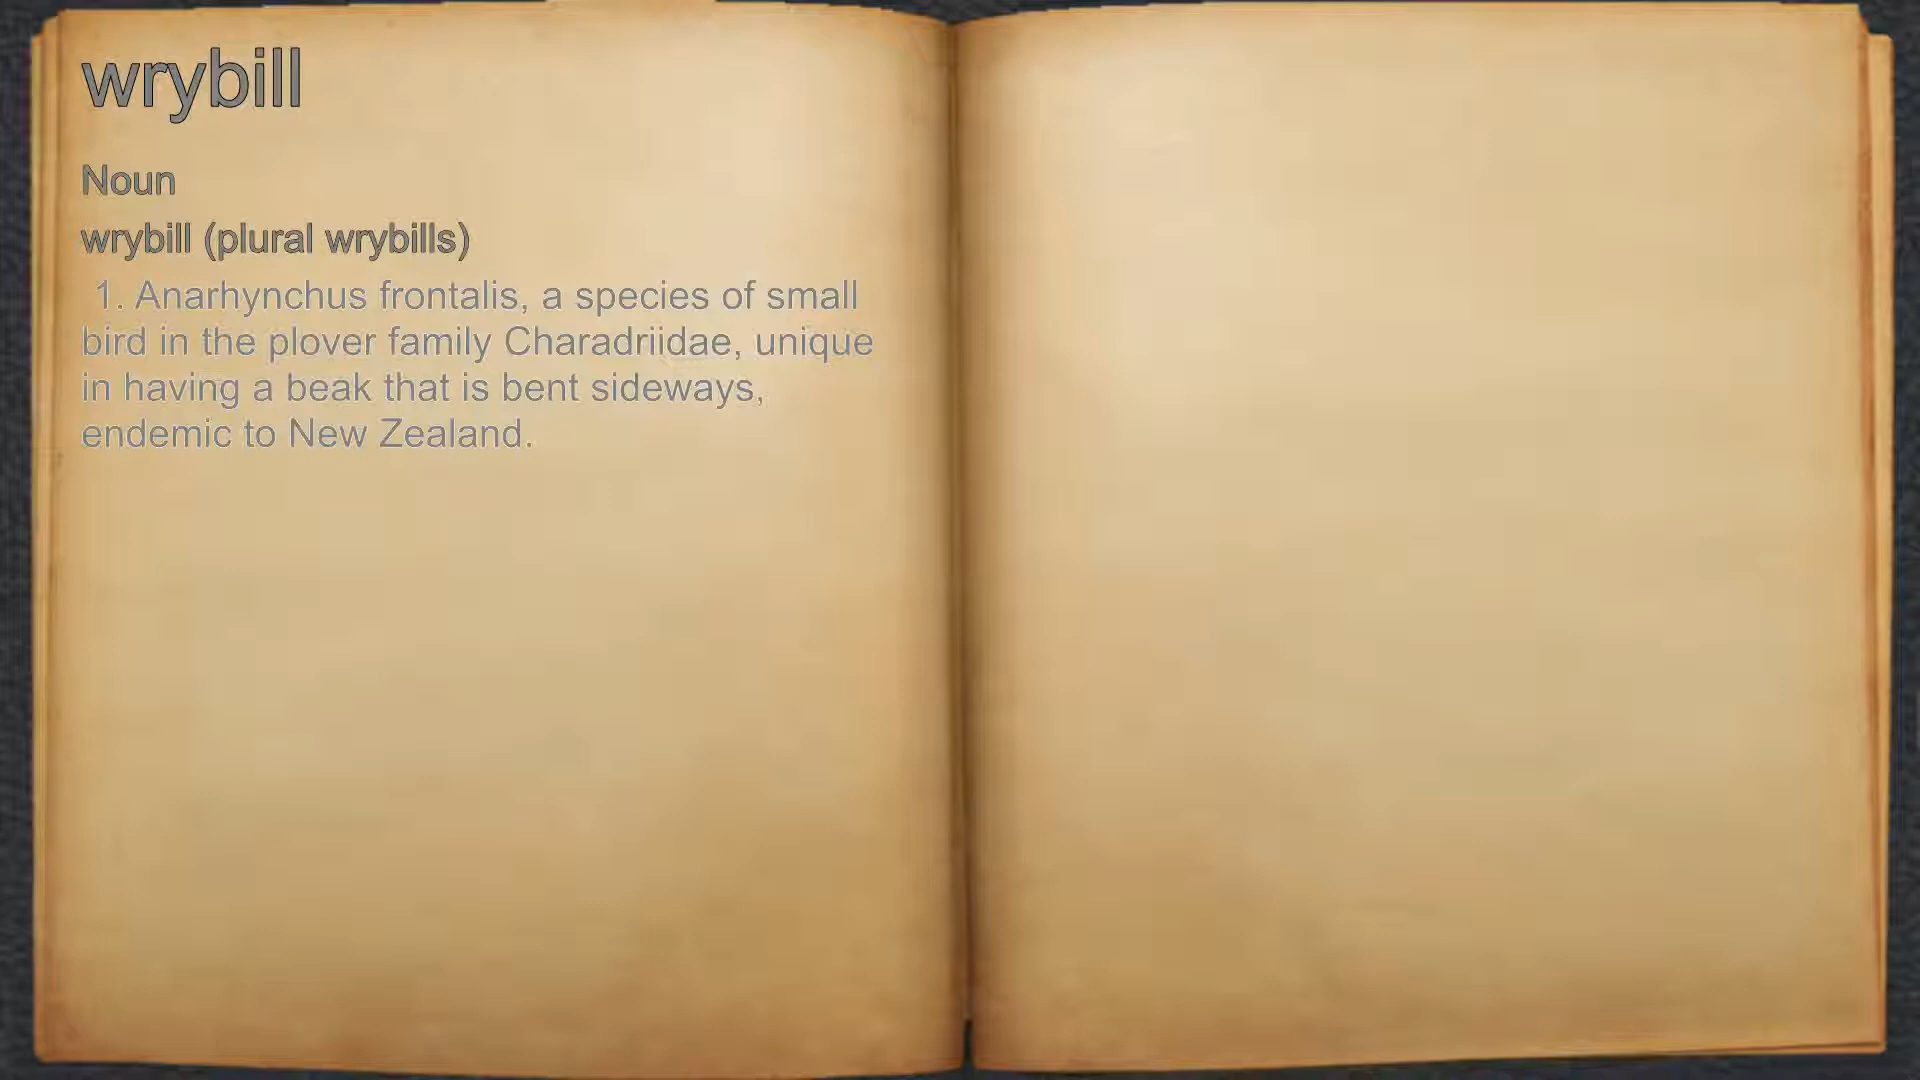 wrybill
Noun
wrybill (plural wrybills)
1. Anarhynchus frontalis, a species of small
bird in the plover family Charadriidae, unique
in having a beak that is bent sideways,
endemic to New Zealand.